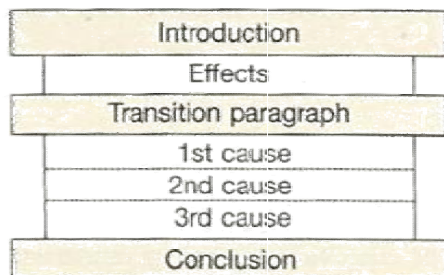 Introduction
Effects
Transition paragraph
1st cause
2nd cause
3rd cause
Conclusion